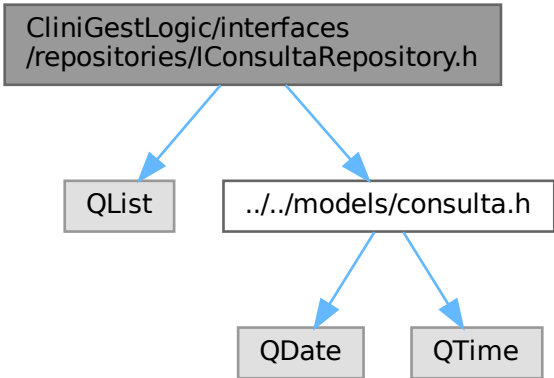 CliniGestLogic/interfaces
/repositories/IConsultaRepository.h
QList
../../models/consulta.h
QDate
QTime